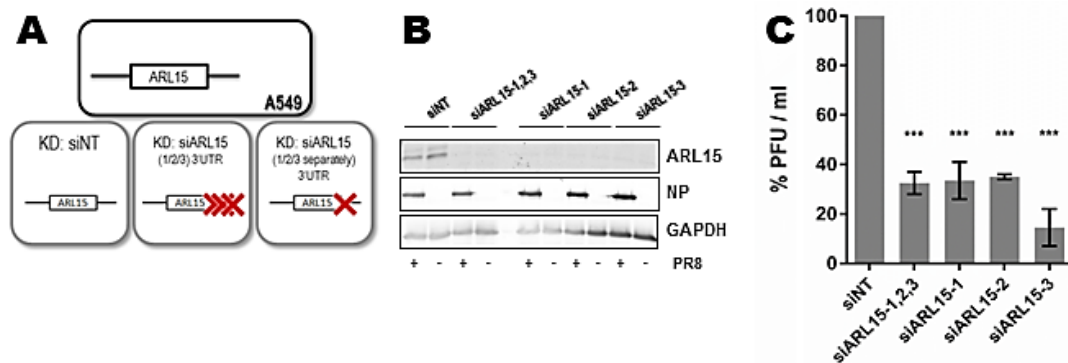 A
ARL15
A549
KD: siNT
ARL15
KD: siARL15
(1/2/3) 3'UTR
ARL15
KD: siARL15
(1/2/3 separately)
3'UTR
ARL15
B
siNT
siARL15-1,2,3
siARL15-1
siARL15-2
siARL15-3
ARL15
NP
GAPDH
+ - + - + - + - + - PR8
C
% PFU / ml
100
80
60
40
20
0
*** *** *** ***
siNT
siARL15-1,2,3
siARL15-1
siARL15-2
siARL15-3